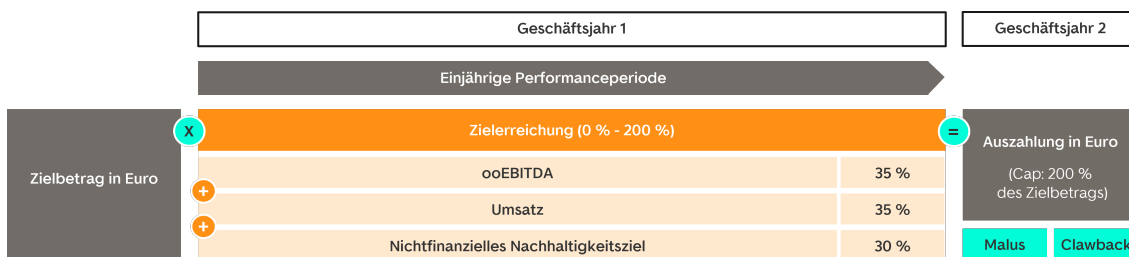 Geschäftsjahr 1
Geschäftsjahr 2
Einjährige Performanceperiode
Zielbetrag in Euro
x
Zielerreichung (0 % - 200 %)
=
Auszahlung in Euro
(Cap: 200 %
des Zielbetrags)
ooEBITDA 35 %
+
Umsatz 35 %
+
Nichtfinanzielles Nachhaltigkeitsziel 30 %
Malus
Clawback